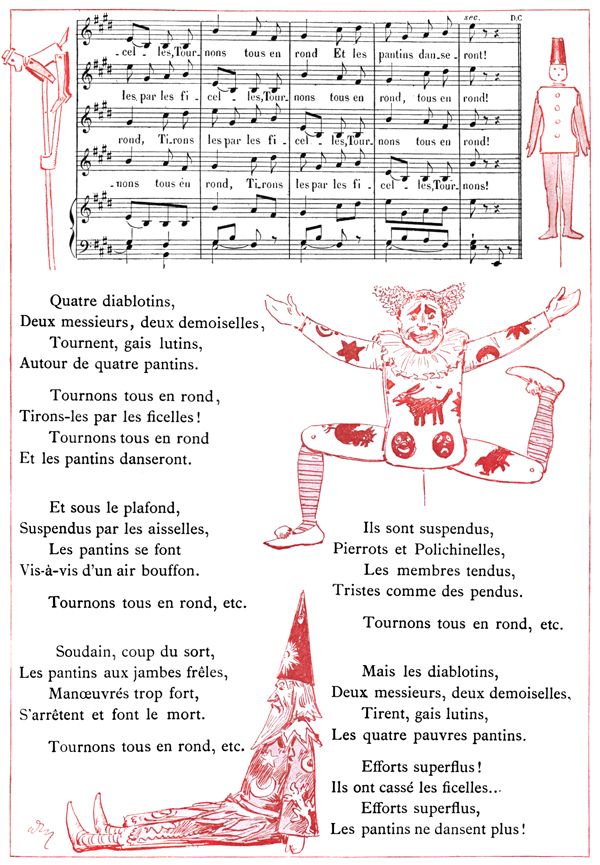 sec. D.C
- cel - les, Tour - nons tous en rond Et les pantins dan - se - ront!
les par les fi - cel - les, Tour - nons tous en rond, tous en rond!
rond, Ti - rons les par les fi - cel - les, Tour - nons tous en rond!
- nons tous en rond, Ti - rons les par les fi - cel - les, Tour - nons!
Quatre diablotins,
Deux messieurs, deux demoiselles,
Tournent, gais lutins,
Autour de quatre pantins.
Tournons tous en rond,
Tirons-les par les ficelles!
Tournons tous en rond
Et les pantins danseront.
Et sous le plafond,
Suspendus par les aisselles,
Les pantins se font
Vis-à-vis d'un air bouffon.
Tournons tous en rond, etc.
Soudain, coup du sort,
Les pantins aux jambes frêles,
Manœuvrés trop fort,
S'arrêtent et font le mort.
Tournons tous en rond, etc.
Ils sont suspendus,
Pierrots et Polichinelles,
Les membres tendus,
Tristes comme des pendus.
Tournons tous en rond, etc.
Mais les diablotins,
Deux messieurs, deux demoiselles,
Tirent, gais lutins,
Les quatre pauvres pantins.
Efforts superflus!
Ils ont cassé les ficelles...
Efforts superflus,
Les pantins ne dansent plus!